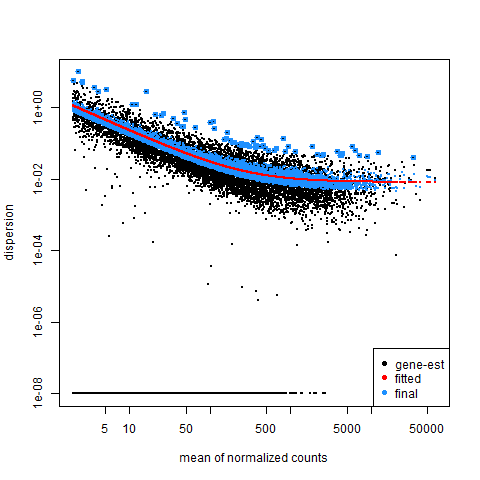 dispersion
1e+00
1e-02
1e-04
1e-06
1e-08
gene-est
fitted
final
5 10 50 500 5000 50000
mean of normalized counts